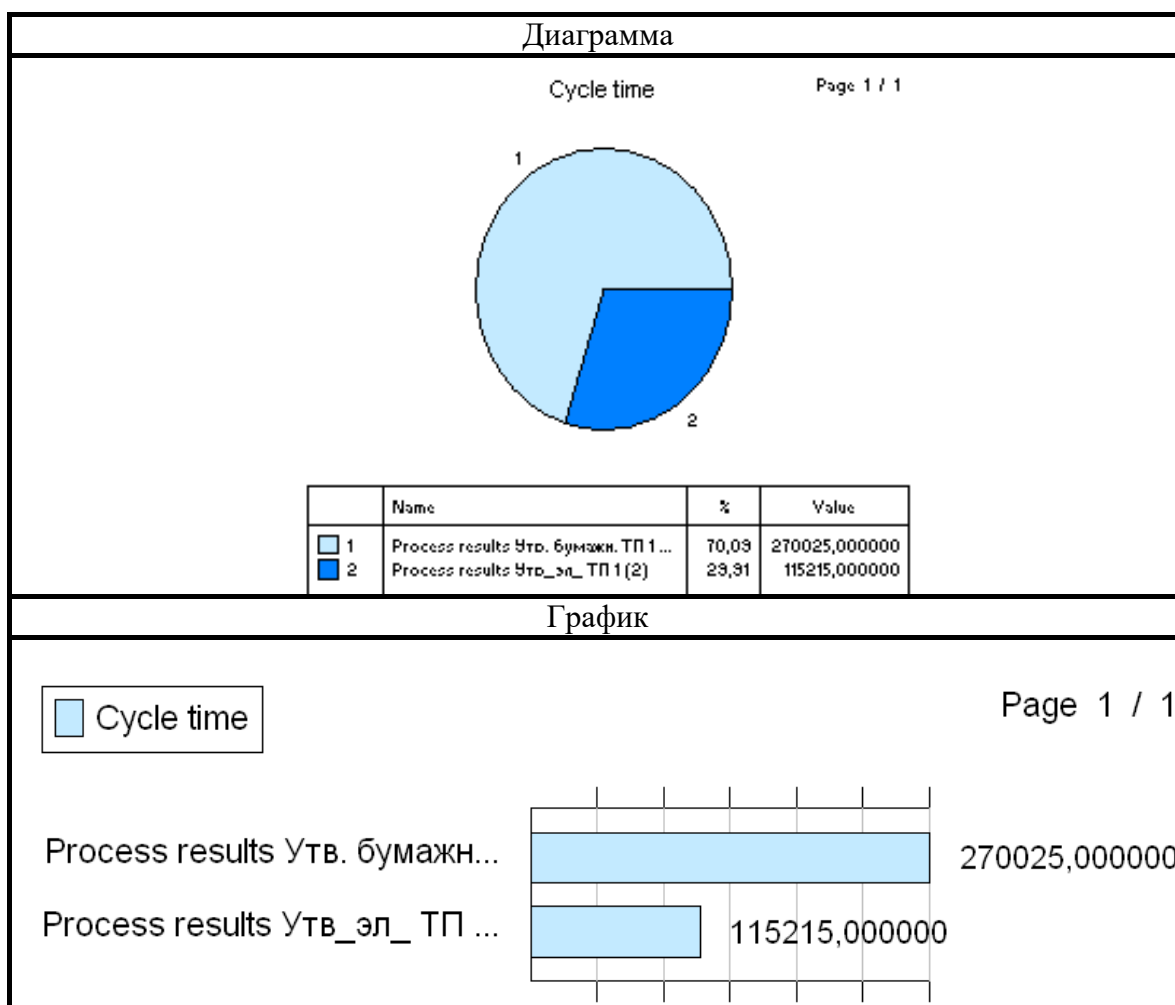 Диаграмма
Cycle time
Page 1 / 1
1
2
Name % Value
1 Process results Утв. бумажн. ТП 1... 70,09 270025,000000
2 Process results Утв_эл_ ТП 1(2) 29,91 115215,000000
График
Cycle time
Page 1 / 1
Process results Утв. бумажн... 270025,000000
Process results Утв_эл_ ТП ... 115215,000000